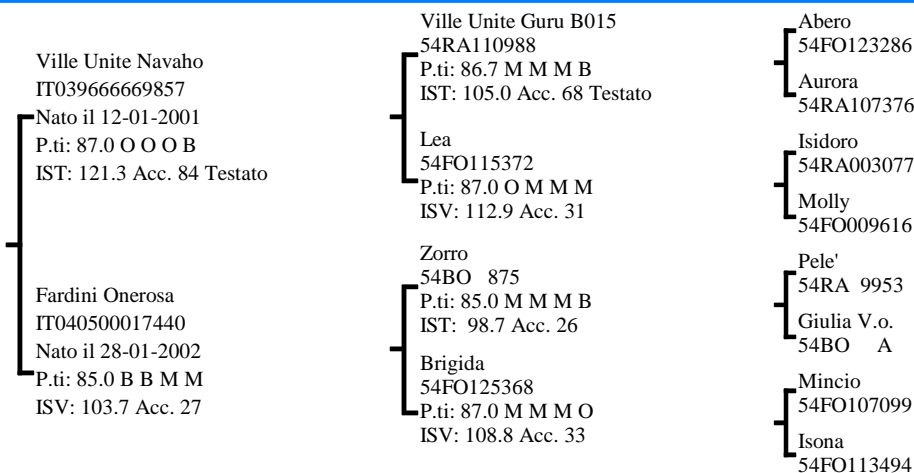 Ville Unite Navaho
IT039666669857
Nato il 12-01-2001
P.ti: 87.0 O O O B
IST: 121.3 Acc. 84 Testato
Fardini Onerosa
IT040500017440
Nato il 28-01-2002
P.ti: 85.0 B B M M
ISV: 103.7 Acc. 27
Ville Unite Guru B015
54RA110988
P.ti: 86.7 M M M B
IST: 105.0 Acc. 68 Testato
Lea
54FO115372
P.ti: 87.0 O M M M
ISV: 112.9 Acc. 31
Zorro
54BO 875
P.ti: 85.0 M M M B
IST: 98.7 Acc. 26
Brigida
54FO125368
P.ti: 87.0 M M M O
ISV: 108.8 Acc. 33
Abero
54FO123286
Aurora
54RA107376
Isidoro
54RA003077
Molly
54FO009616
Pele'
54RA 9953
Giulia V.o.
54BO A
Mincio
54FO107099
Isona
54FO113494